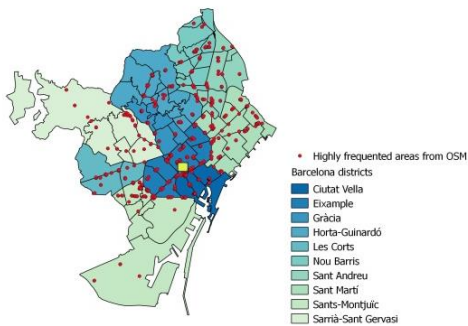 Highly frequented areas from OSM
Barcelona districts
Ciutat Vella
Eixample
Gràcia
Horta-Guinardó
Les Corts
Nou Barris
Sant Andreu
Sant Martí
Sants-Montjuïc
Sarrià-Sant Gervasi